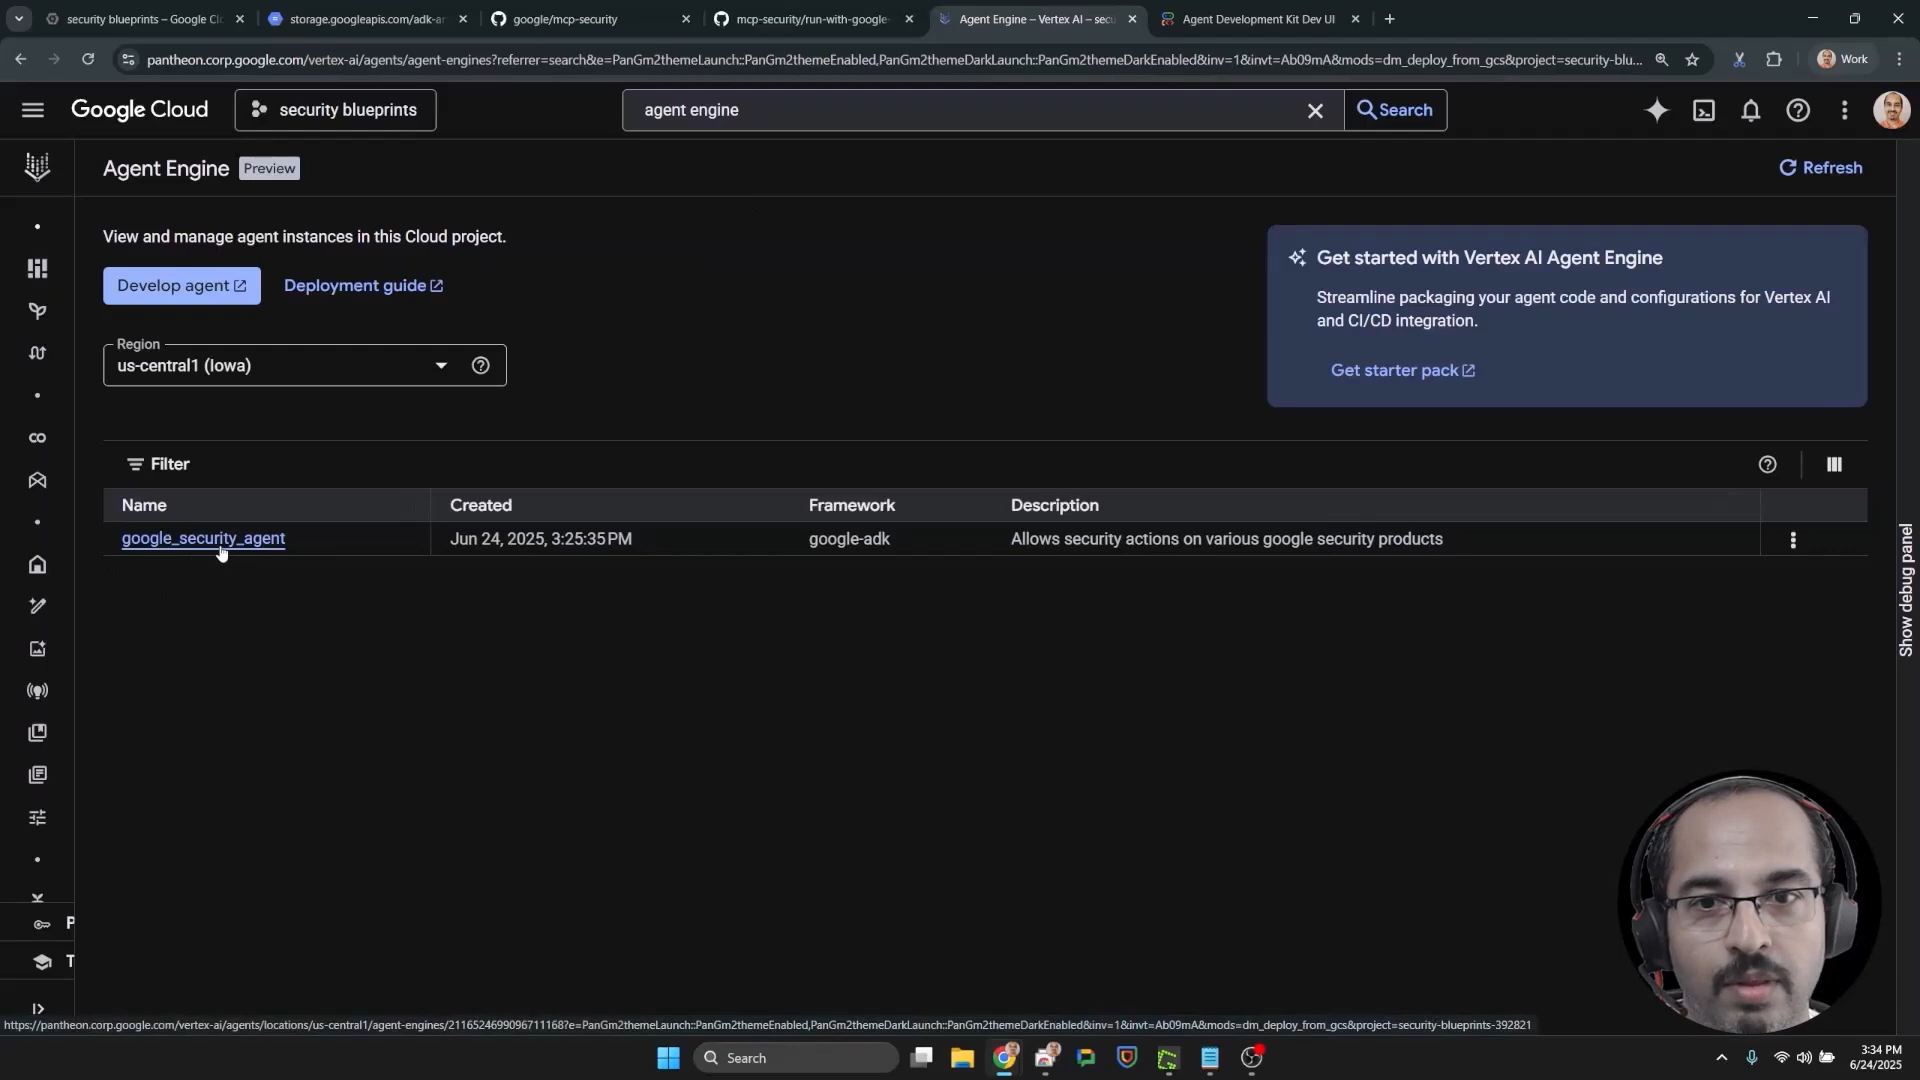 security blueprints – Google Cl
storage.googleapis.com/adk-ar
google/mcp-security
mcp-security/run-with-google-
Agent Engine – Vertex AI – secu
Agent Development Kit Dev UI
pantheon.corp.google.com/vertex-ai/agents/agent-engines?referrer=search&e=PanGm2themeLaunch::PanGm2themeEnabled,PanGm2themeDarkLaunch::PanGm2themeDarkEnabled&inv=1&invt=Ab09mA&mods=dm_deploy_from_gcs&project=security-blu...
Work
Google Cloud
security blueprints
agent engine
Search
Agent Engine
Preview
Refresh
View and manage agent instances in this Cloud project.
Develop agent
Deployment guide
Get started with Vertex AI Agent Engine
Streamline packaging your agent code and configurations for Vertex AI
and CI/CD integration.
Get starter pack
Region
us-central1 (Iowa)
Filter
Name Created Framework Description
google_security_agent Jun 24, 2025, 3:25:35 PM google-adk Allows security actions on various google security products
Show debug panel
P
T
https://pantheon.corp.google.com/vertex-ai/agents/locations/us-central1/agent-engines/2116524699096711168?e=PanGm2themeLaunch::PanGm2themeEnabled,PanGm2themeDarkLaunch::PanGm2themeDarkEnabled&inv=1&invt=Ab09mA&mods=dm_deploy_from_gcs&project=security-blueprints-392821
Search
3:34 PM
6/24/2025